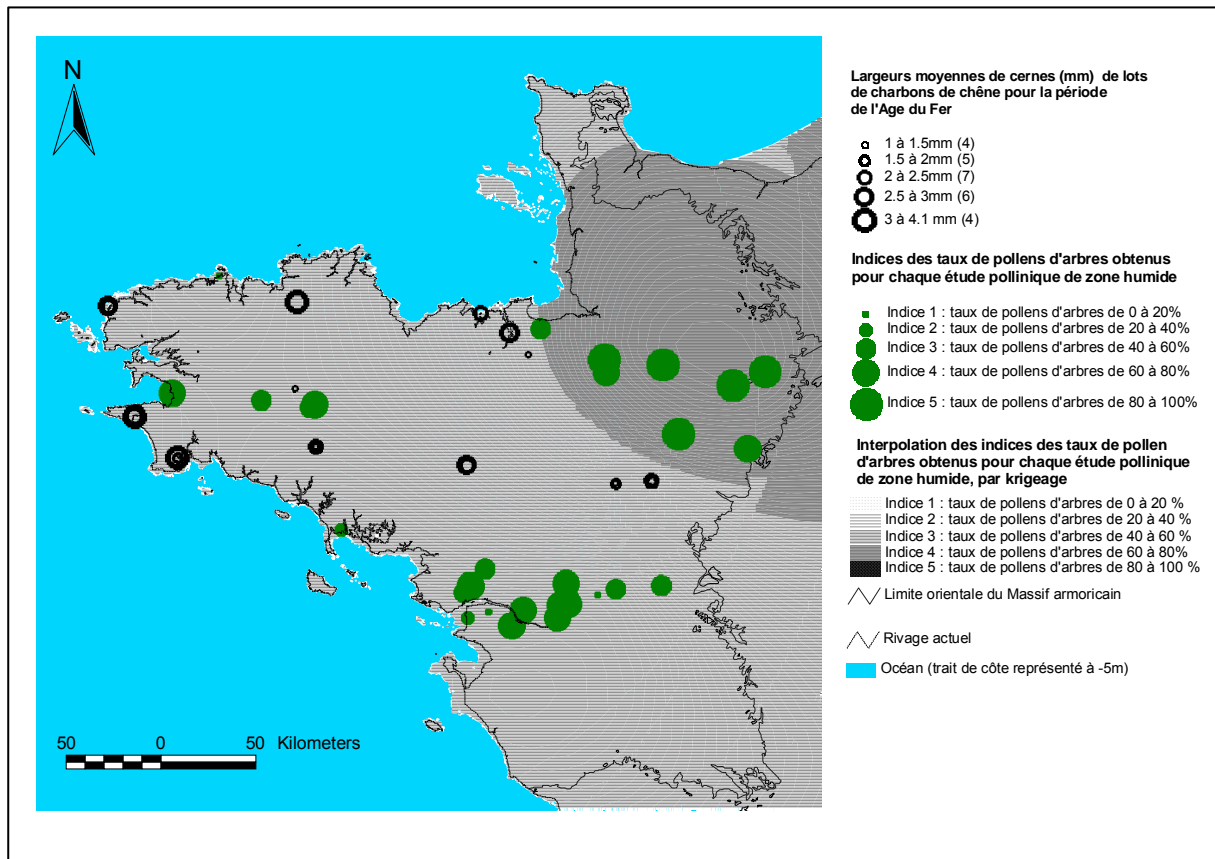 N
50 0 50 Kilometers
Largeurs moyennes de cernes (mm) de lots
de charbons de chêne pour la période
de l'Age du Fer
1 à 1.5mm (4)
1.5 à 2mm (5)
2 à 2.5mm (7)
2.5 à 3mm (6)
3 à 4.1 mm (4)
Indices des taux de pollens d'arbres obtenus
pour chaque étude pollinique de zone humide
Indice 1 : taux de pollens d'arbres de 0 à 20%
Indice 2 : taux de pollens d'arbres de 20 à 40%
Indice 3 : taux de pollens d'arbres de 40 à 60%
Indice 4 : taux de pollens d'arbres de 60 à 80%
Indice 5 : taux de pollens d'arbres de 80 à 100%
Interpolation des indices des taux de pollen
d'arbres obtenus pour chaque étude pollinique
de zone humide, par krigeage
Indice 1 : taux de pollens d'arbres de 0 à 20 %
Indice 2 : taux de pollens d'arbres de 20 à 40 %
Indice 3 : taux de pollens d'arbres de 40 à 60 %
Indice 4 : taux de pollens d'arbres de 60 à 80%
Indice 5 : taux de pollens d'arbres de 80 à 100 %
Limite orientale du Massif armoricain
Rivage actuel
Océan (trait de côte représenté à -5m)